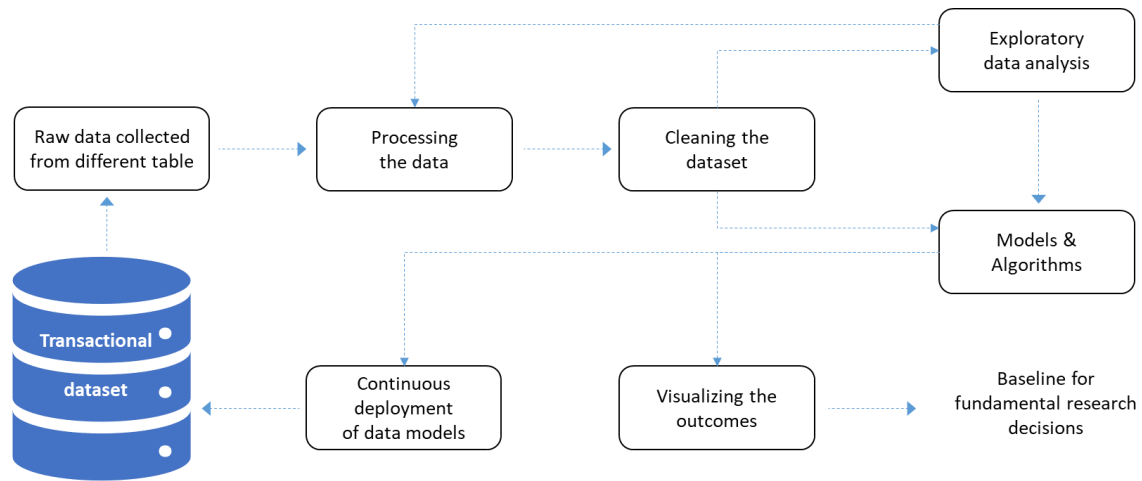 Exploratory
data analysis
Raw data collected
from different table
Processing
the data
Cleaning the
dataset
Models &
Algorithms
Transactional
dataset
Continuous
deployment
of data models
Visualizing the
outcomes
Baseline for
fundamental research
decisions